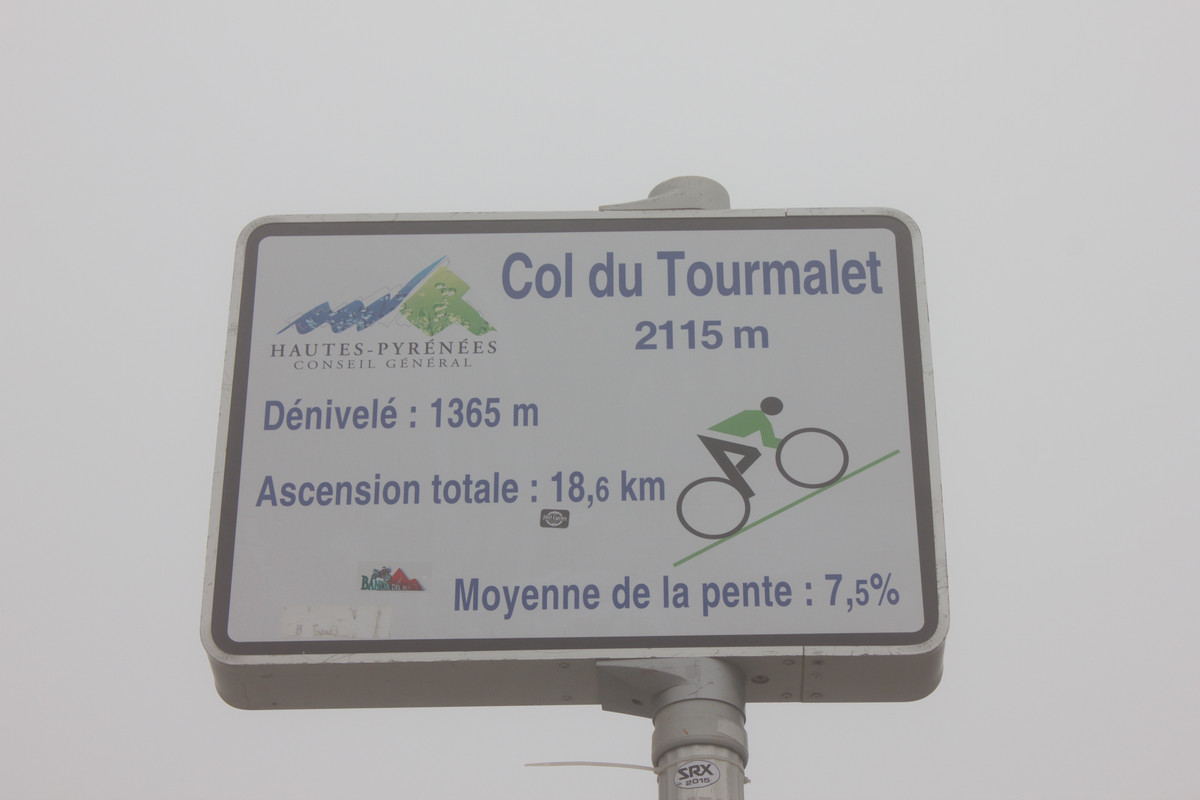 Col du Tourmalet
2115 m
HAUTES-PYRÉNÉES
CONSEIL GÉNÉRAL
Dénivelé : 1365 m
Ascension totale : 18,6 km
Moyenne de la pente : 7,5%
SRX
2015